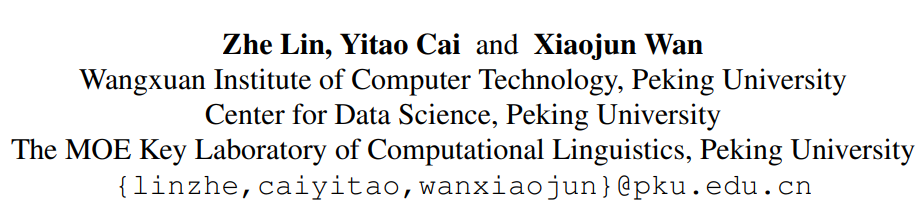 Zhe Lin, Yitao Cai and Xiaojun Wan
Wangxuan Institute of Computer Technology, Peking University
Center for Data Science, Peking University
The MOE Key Laboratory of Computational Linguistics, Peking University
{linzhe,caiyitao,wanxiaojun}@pku.edu.cn